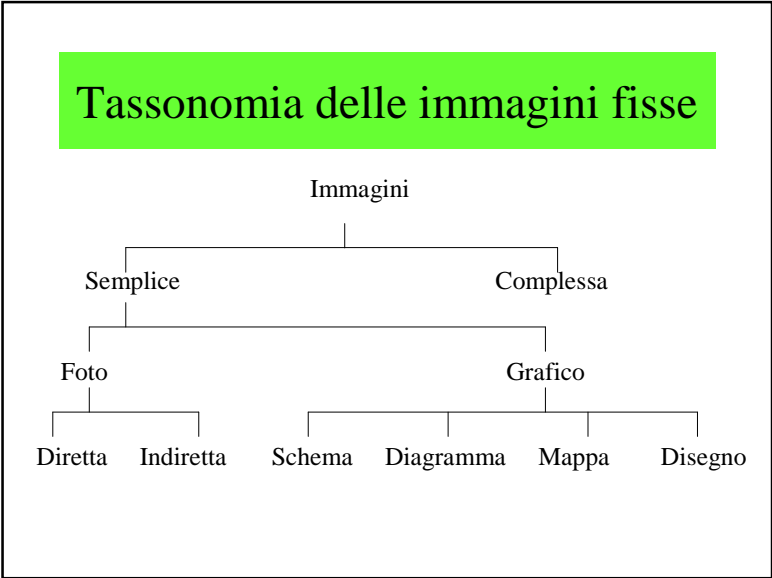 Tassonomia delle immagini fisse
Immagini
Semplice Complessa
Foto Grafico
Diretta Indiretta Schema Diagramma Mappa Disegno